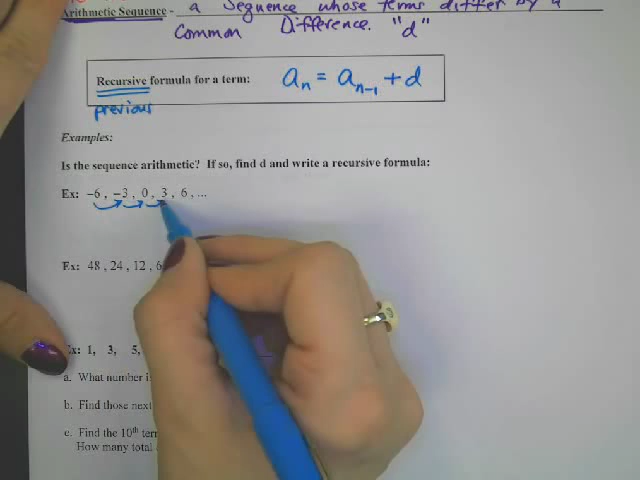 Arithmetic Sequence - a Sequence whose terms differ by a
Common Difference. "d"
Recursive formula for a term: aₙ = aₙ₋₁ + d
previous
Examples:
Is the sequence arithmetic? If so, find d and write a recursive formula:
Ex: −6 , −3 , 0 , 3 , 6 , ...
Ex: 48 , 24 , 12 , 6
Ex: 1, 3, 5,
a. What number is
b. Find those next
c. Find the 10th term
How many total